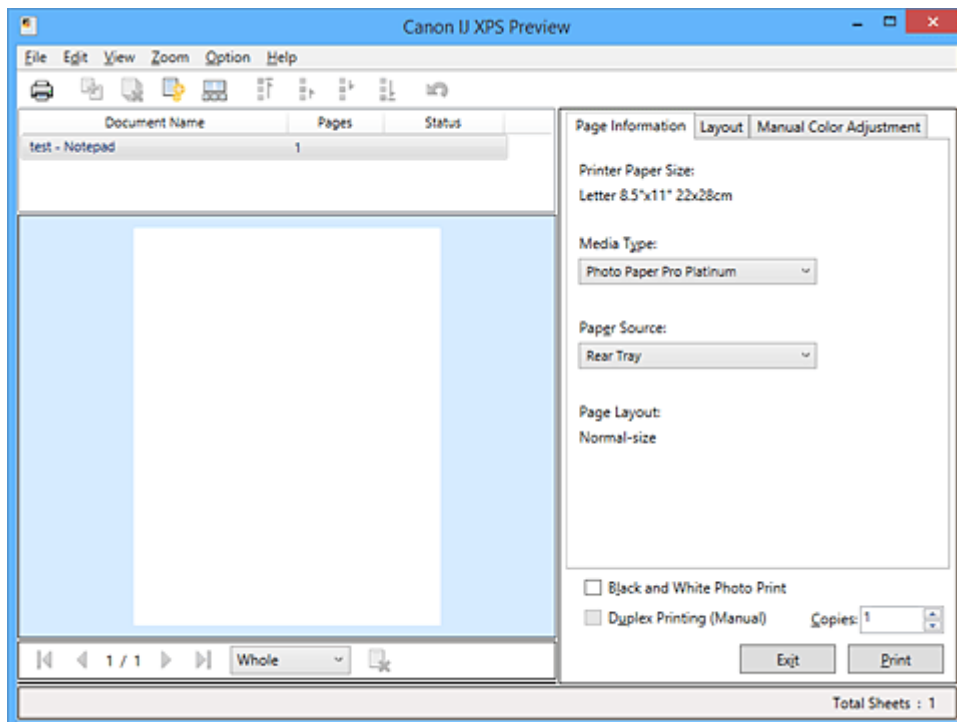 Canon IJ XPS Preview
File Edit View Zoom Option Help
Document Name Pages Status
test - Notepad 1
Page Information Layout Manual Color Adjustment
Printer Paper Size:
Letter 8.5"x11" 22x28cm
Media Type:
Photo Paper Pro Platinum
Paper Source:
Rear Tray
Page Layout:
Normal-size
Black and White Photo Print
Duplex Printing (Manual) Copies: 1
1 / 1 Whole
Exit Print
Total Sheets : 1